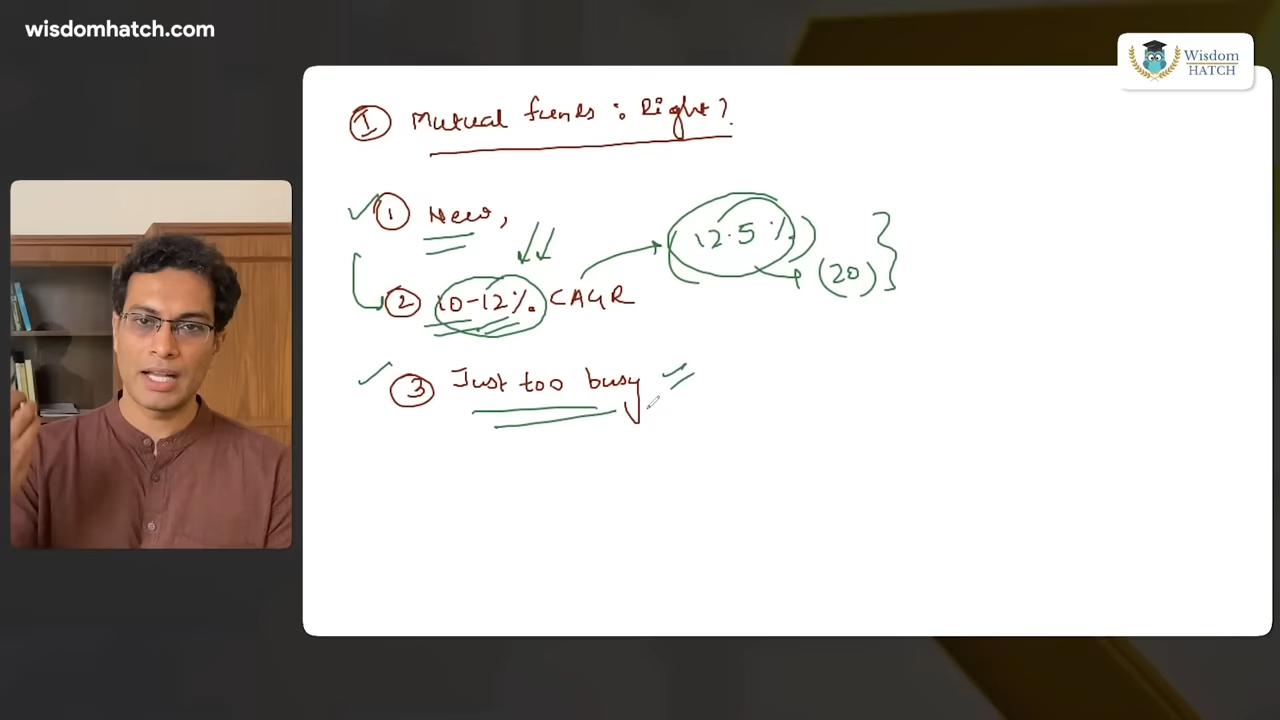 wisdomhatch.com
Wisdom
HATCH
I Mutual funds : Right?
1 New,
12.5%
(20)
2 10-12% CAGR
3 Just too busy